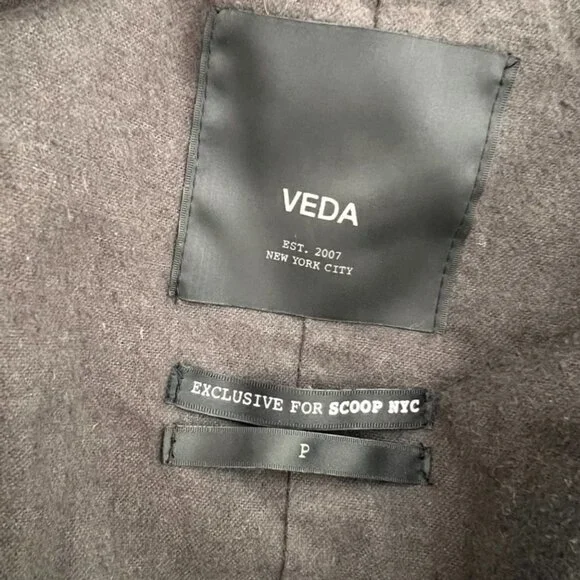 VEDA
EST. 2007
NEW YORK CITY
EXCLUSIVE FOR SCOOP NYC
P